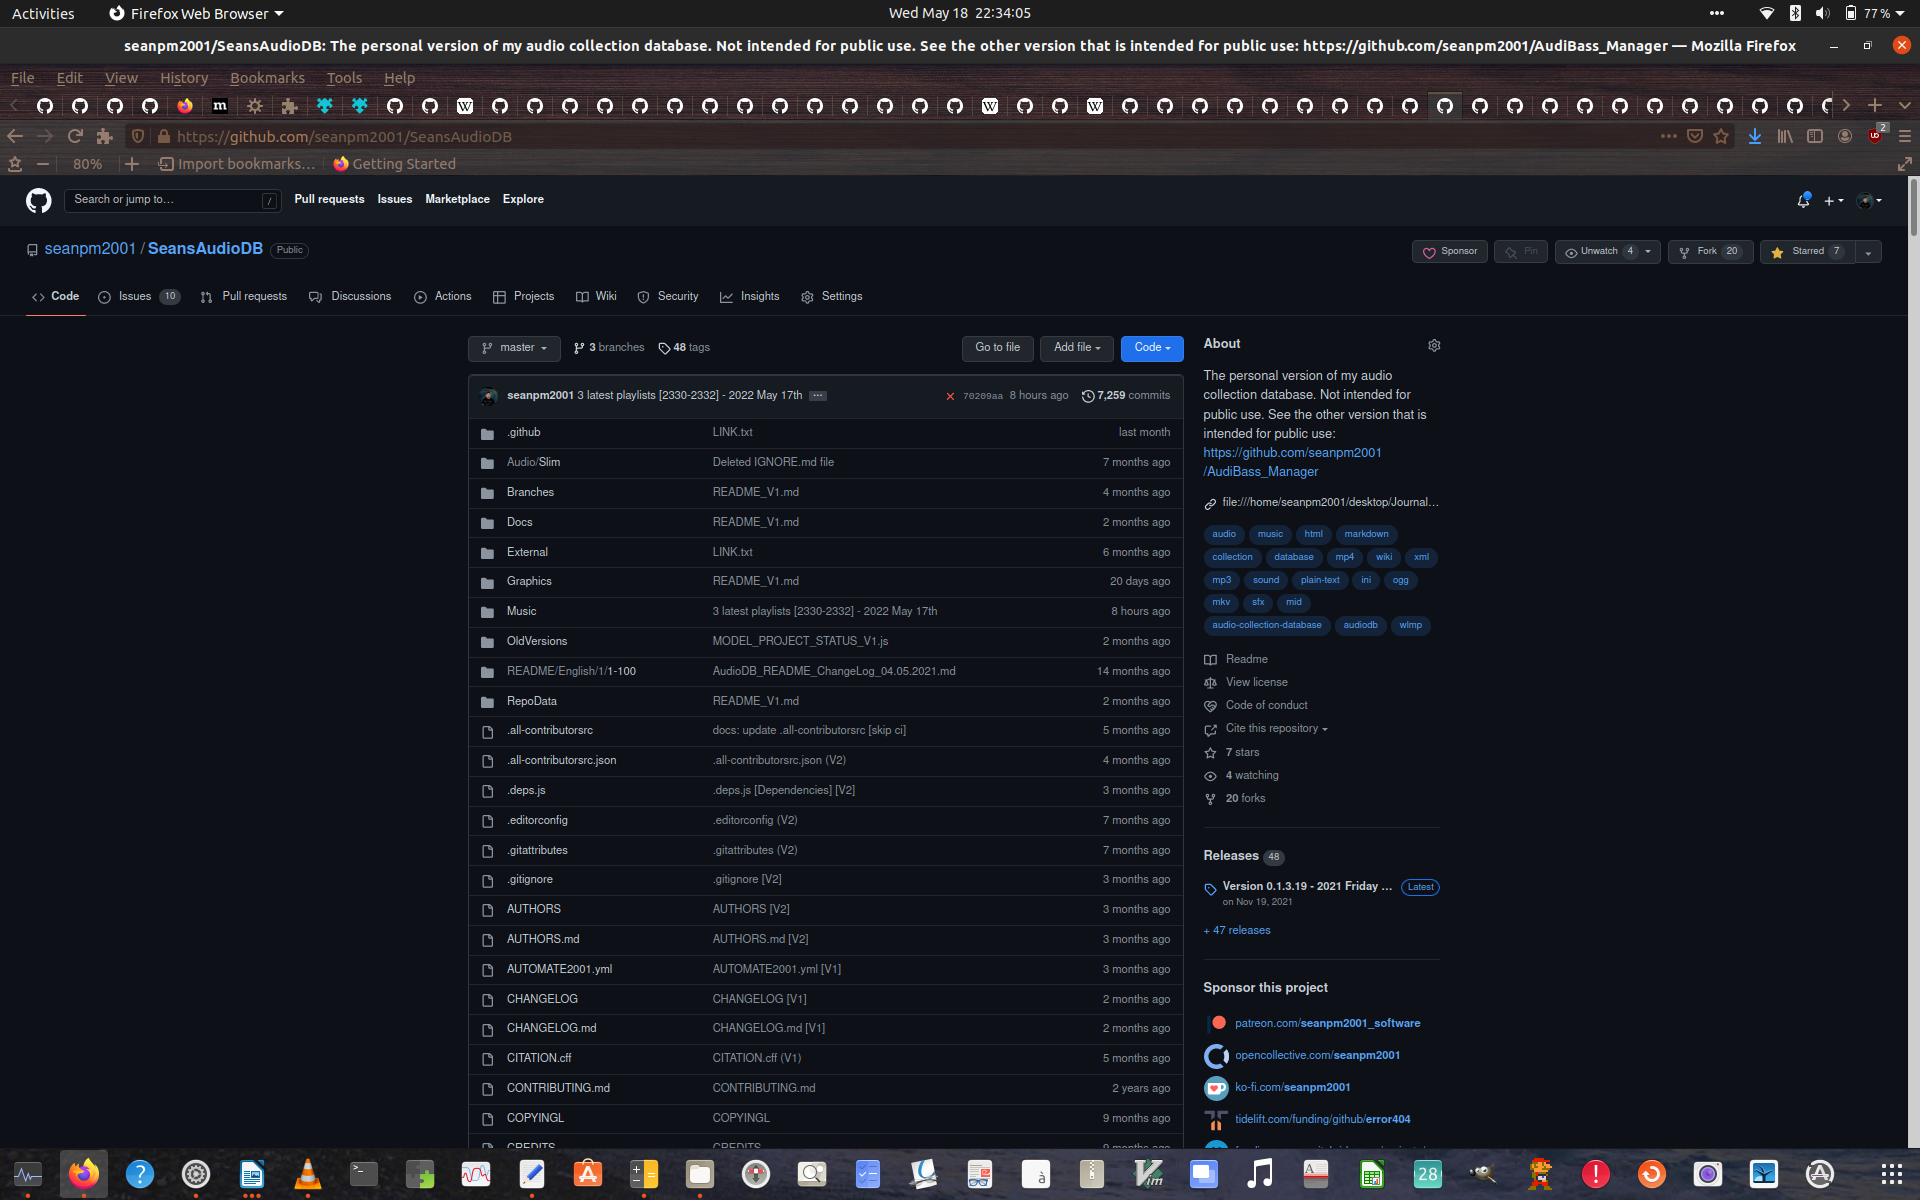 Activities
Firefox Web Browser
Wed May 18 22:34:05
77 %
seanpm2001/SeansAudioDB: The personal version of my audio collection database. Not intended for public use. See the other version that is intended for public use: https://github.com/seanpm2001/AudiBass_Manager — Mozilla Firefox
File Edit View History Bookmarks Tools Help
https://github.com/seanpm2001/SeansAudioDB
2
80%
Import bookmarks...
Getting Started
Search or jump to... /
Pull requests Issues Marketplace Explore
seanpm2001 / SeansAudioDB Public
Sponsor Pin Unwatch 4 Fork 20 Starred 7
Code Issues 10 Pull requests Discussions Actions Projects Wiki Security Insights Settings
master 3 branches 48 tags Go to file Add file Code
seanpm2001 3 latest playlists [2330-2332] - 2022 May 17th ... 70209aa 8 hours ago 7,259 commits
.github LINK.txt last month
Audio/Slim Deleted IGNORE.md file 7 months ago
Branches README_V1.md 4 months ago
Docs README_V1.md 2 months ago
External LINK.txt 6 months ago
Graphics README_V1.md 20 days ago
Music 3 latest playlists [2330-2332] - 2022 May 17th 8 hours ago
OldVersions MODEL_PROJECT_STATUS_V1.js 2 months ago
README/English/1/1-100 AudioDB_README_ChangeLog_04.05.2021.md 14 months ago
RepoData README_V1.md 2 months ago
.all-contributorsrc docs: update .all-contributorsrc [skip ci] 5 months ago
.all-contributorsrc.json .all-contributorsrc.json (V2) 4 months ago
.deps.js .deps.js [Dependencies] [V2] 3 months ago
.editorconfig .editorconfig (V2) 7 months ago
.gitattributes .gitattributes (V2) 7 months ago
.gitignore .gitignore [V2] 3 months ago
AUTHORS AUTHORS [V2] 3 months ago
AUTHORS.md AUTHORS.md [V2] 3 months ago
AUTOMATE2001.yml AUTOMATE2001.yml [V1] 3 months ago
CHANGELOG CHANGELOG [V1] 2 months ago
CHANGELOG.md CHANGELOG.md [V1] 2 months ago
CITATION.cff CITATION.cff (V1) 5 months ago
CONTRIBUTING.md CONTRIBUTING.md 2 years ago
COPYINGL COPYINGL 9 months ago
CREDITS CREDITS 9 months ago
About
The personal version of my audio
collection database. Not intended for
public use. See the other version that is
intended for public use:
https://github.com/seanpm2001
/AudiBass_Manager
file:///home/seanpm2001/desktop/Journal...
audio music html markdown
collection database mp4 wiki xml
mp3 sound plain-text ini ogg
mkv sfx mid
audio-collection-database audiodb wlmp
Readme
View license
Code of conduct
Cite this repository
7 stars
4 watching
20 forks
Releases 48
Version 0.1.3.19 - 2021 Friday ... Latest
on Nov 19, 2021
+ 47 releases
Sponsor this project
patreon.com/seanpm2001_software
opencollective.com/seanpm2001
ko-fi.com/seanpm2001
tidelift.com/funding/github/error404
28